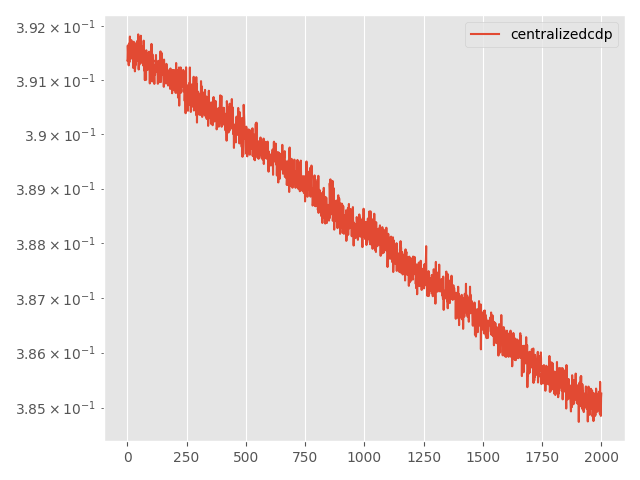 centralizedcdp
3.92 × 10⁻¹
3.91 × 10⁻¹
3.9 × 10⁻¹
3.89 × 10⁻¹
3.88 × 10⁻¹
3.87 × 10⁻¹
3.86 × 10⁻¹
3.85 × 10⁻¹
0 250 500 750 1000 1250 1500 1750 2000